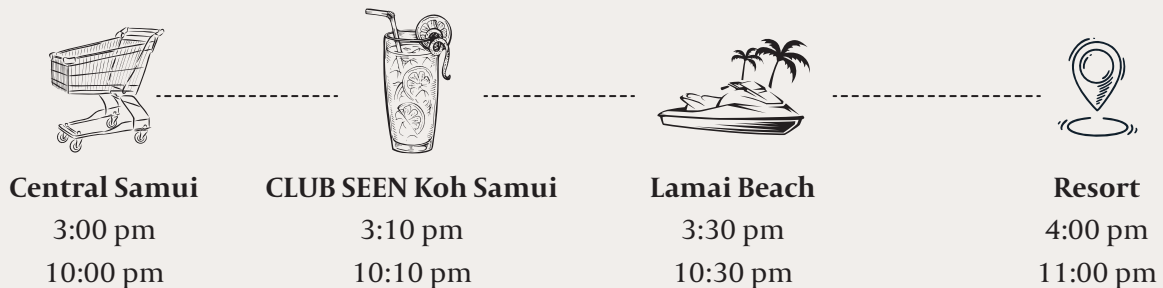 Central Samui CLUB SEEN Koh Samui Lamai Beach Resort
3:00 pm 3:10 pm 3:30 pm 4:00 pm
10:00 pm 10:10 pm 10:30 pm 11:00 pm